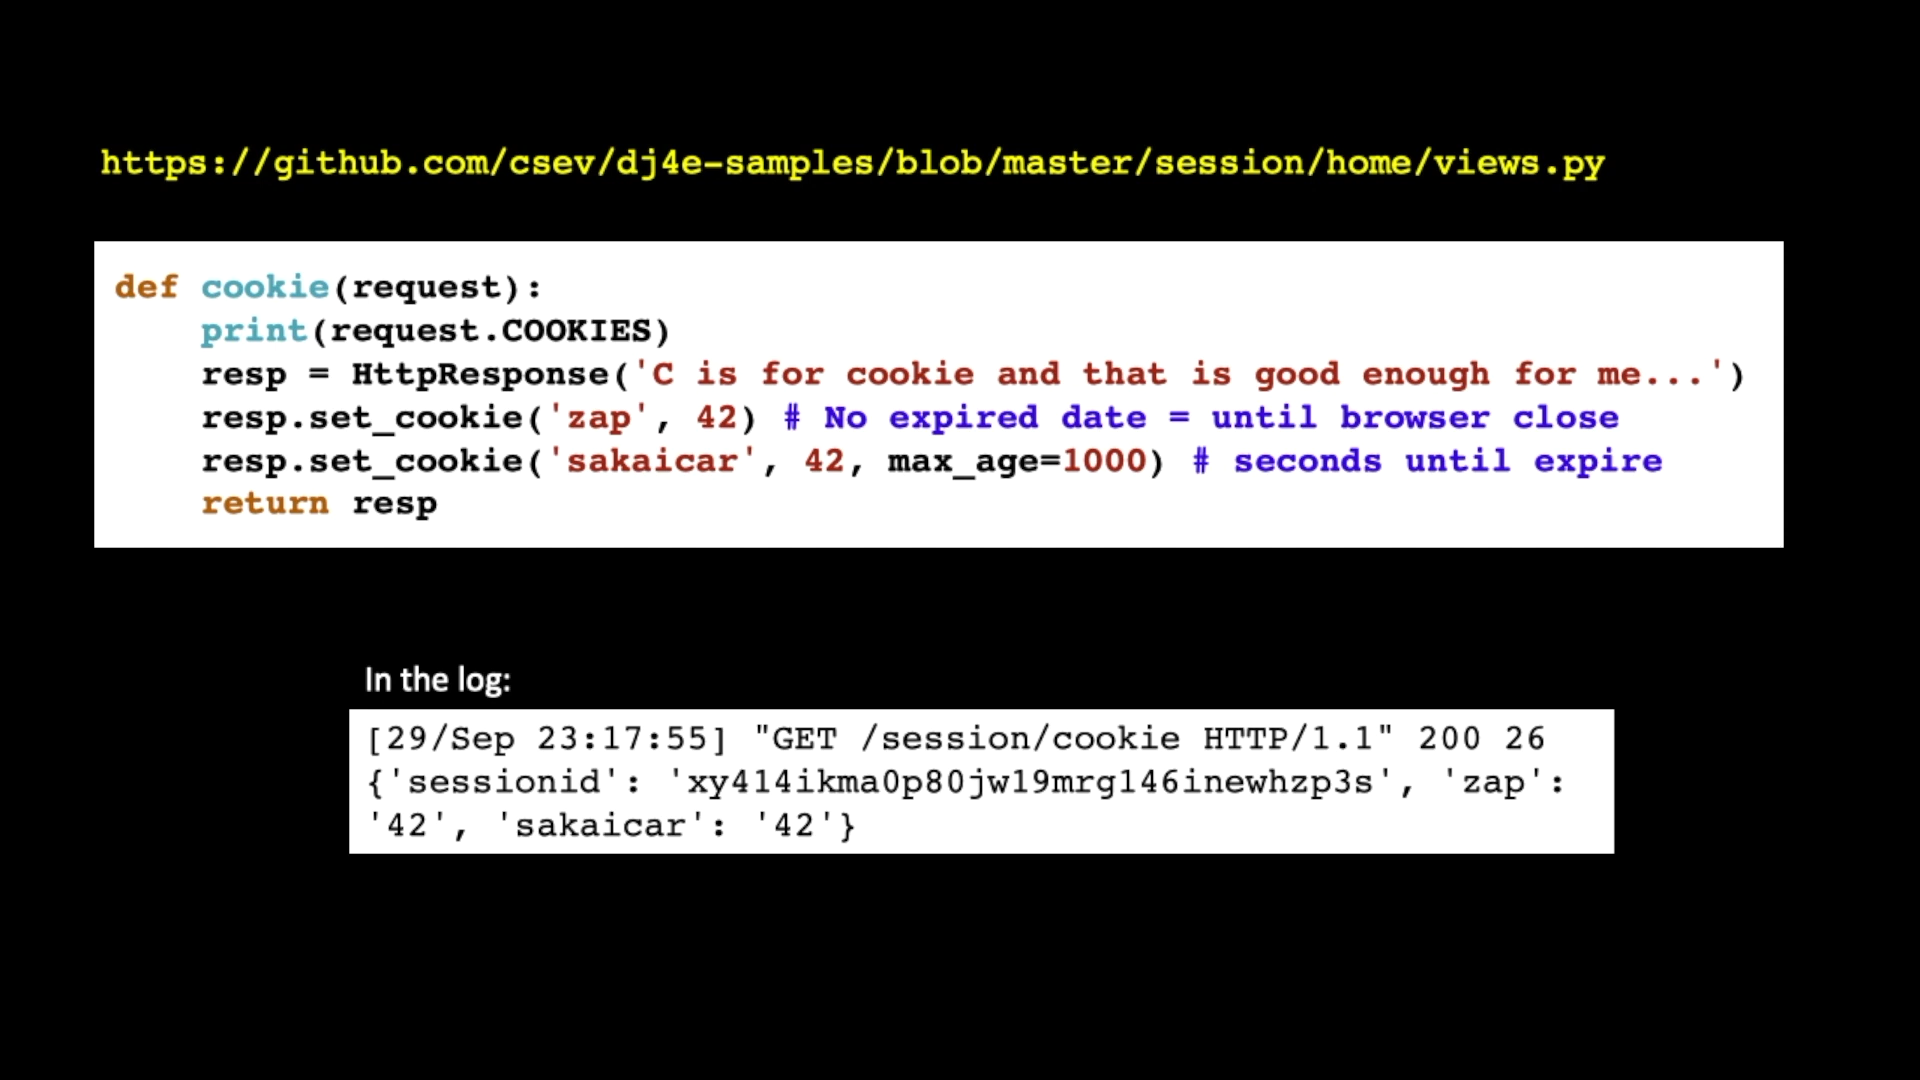 https://github.com/csev/dj4e-samples/blob/master/session/home/views.py
def cookie(request):
    print(request.COOKIES)
    resp = HttpResponse('C is for cookie and that is good enough for me...')
    resp.set_cookie('zap', 42) # No expired date = until browser close
    resp.set_cookie('sakaicar', 42, max_age=1000) # seconds until expire
    return resp
In the log:
[29/Sep 23:17:55] "GET /session/cookie HTTP/1.1" 200 26
{'sessionid': 'xy414ikma0p80jw19mrg146inewhzp3s', 'zap':
'42', 'sakaicar': '42'}